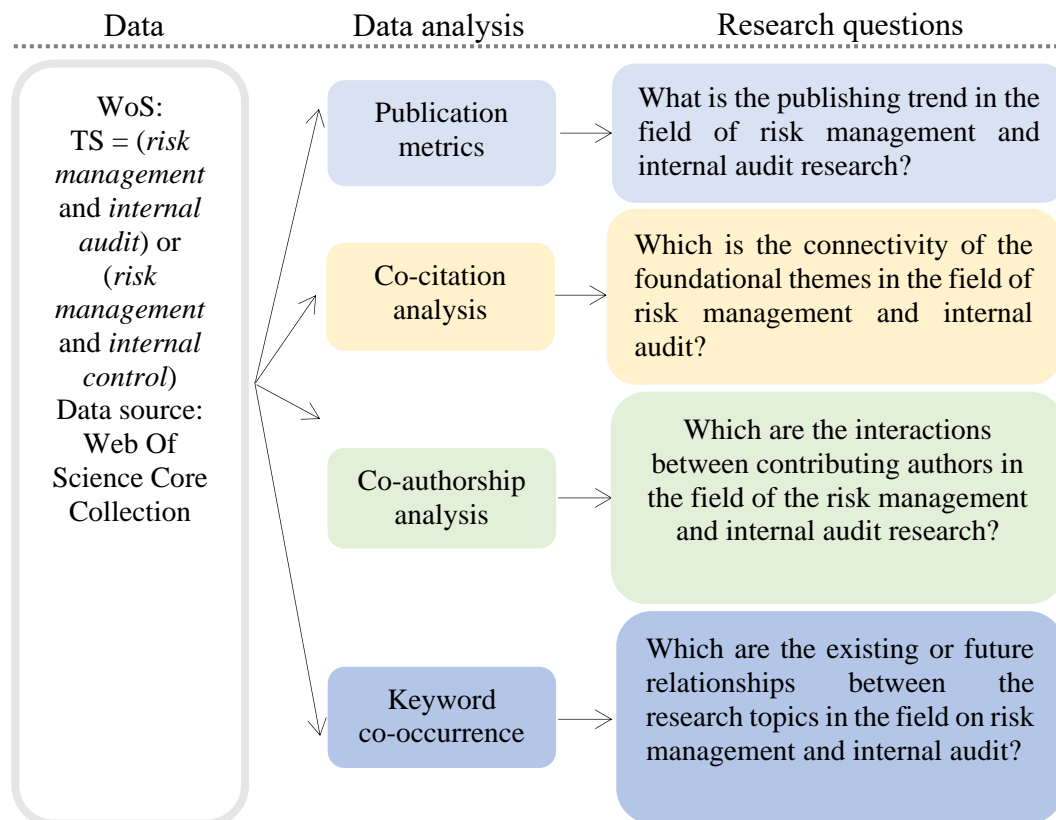 Data
Data analysis
Research questions
WoS:
TS = (risk
management
and internal
audit) or
(risk
management
and internal
control)
Data source:
Web Of
Science Core
Collection
Publication
metrics
What is the publishing trend in the
field of risk management and
internal audit research?
Co-citation
analysis
Which is the connectivity of the
foundational themes in the field of
risk management and internal
audit?
Co-authorship
analysis
Which are the interactions
between contributing authors in
the field of the risk management
and internal audit research?
Keyword
co-occurrence
Which are the existing or future
relationships between the
research topics in the field on risk
management and internal audit?